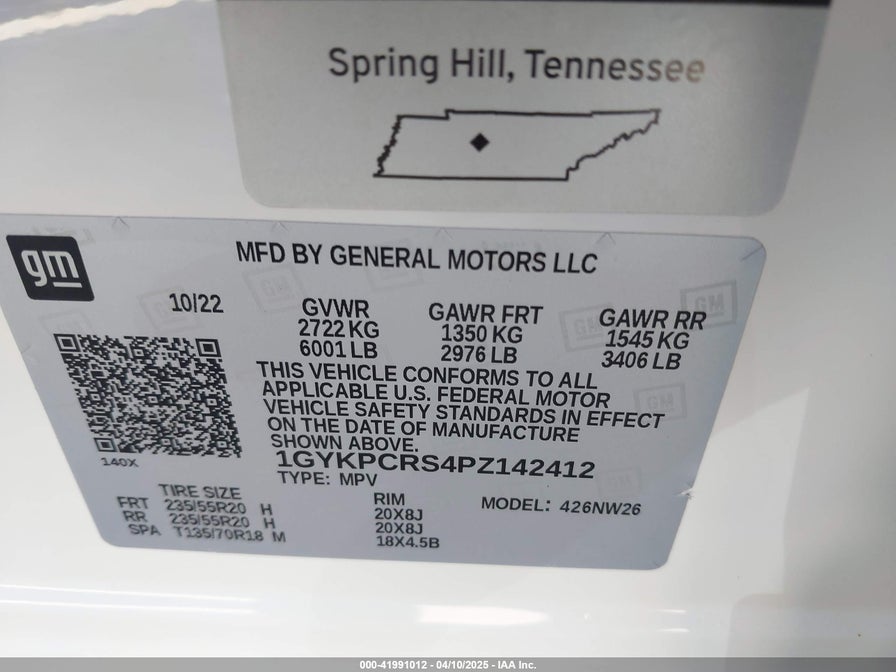 Spring Hill, Tennessee
gm
MFD BY GENERAL MOTORS LLC
10/22
GVWR
2722 KG
6001 LB
GAWR FRT
1350 KG
2976 LB
GAWR RR
1545 KG
3406 LB
THIS VEHICLE CONFORMS TO ALL
APPLICABLE U.S. FEDERAL MOTOR
VEHICLE SAFETY STANDARDS IN EFFECT
ON THE DATE OF MANUFACTURE
SHOWN ABOVE.
1GYKPCRS4PZ142412
TYPE: MPV
140X
TIRE SIZE RIM MODEL: 426NW26
FRT 235/55R20 H 20X8J
RR 235/55R20 H 20X8J
SPA T135/70R18 M 18X4.5B
000-41991012 - 04/10/2025 - IAA Inc.